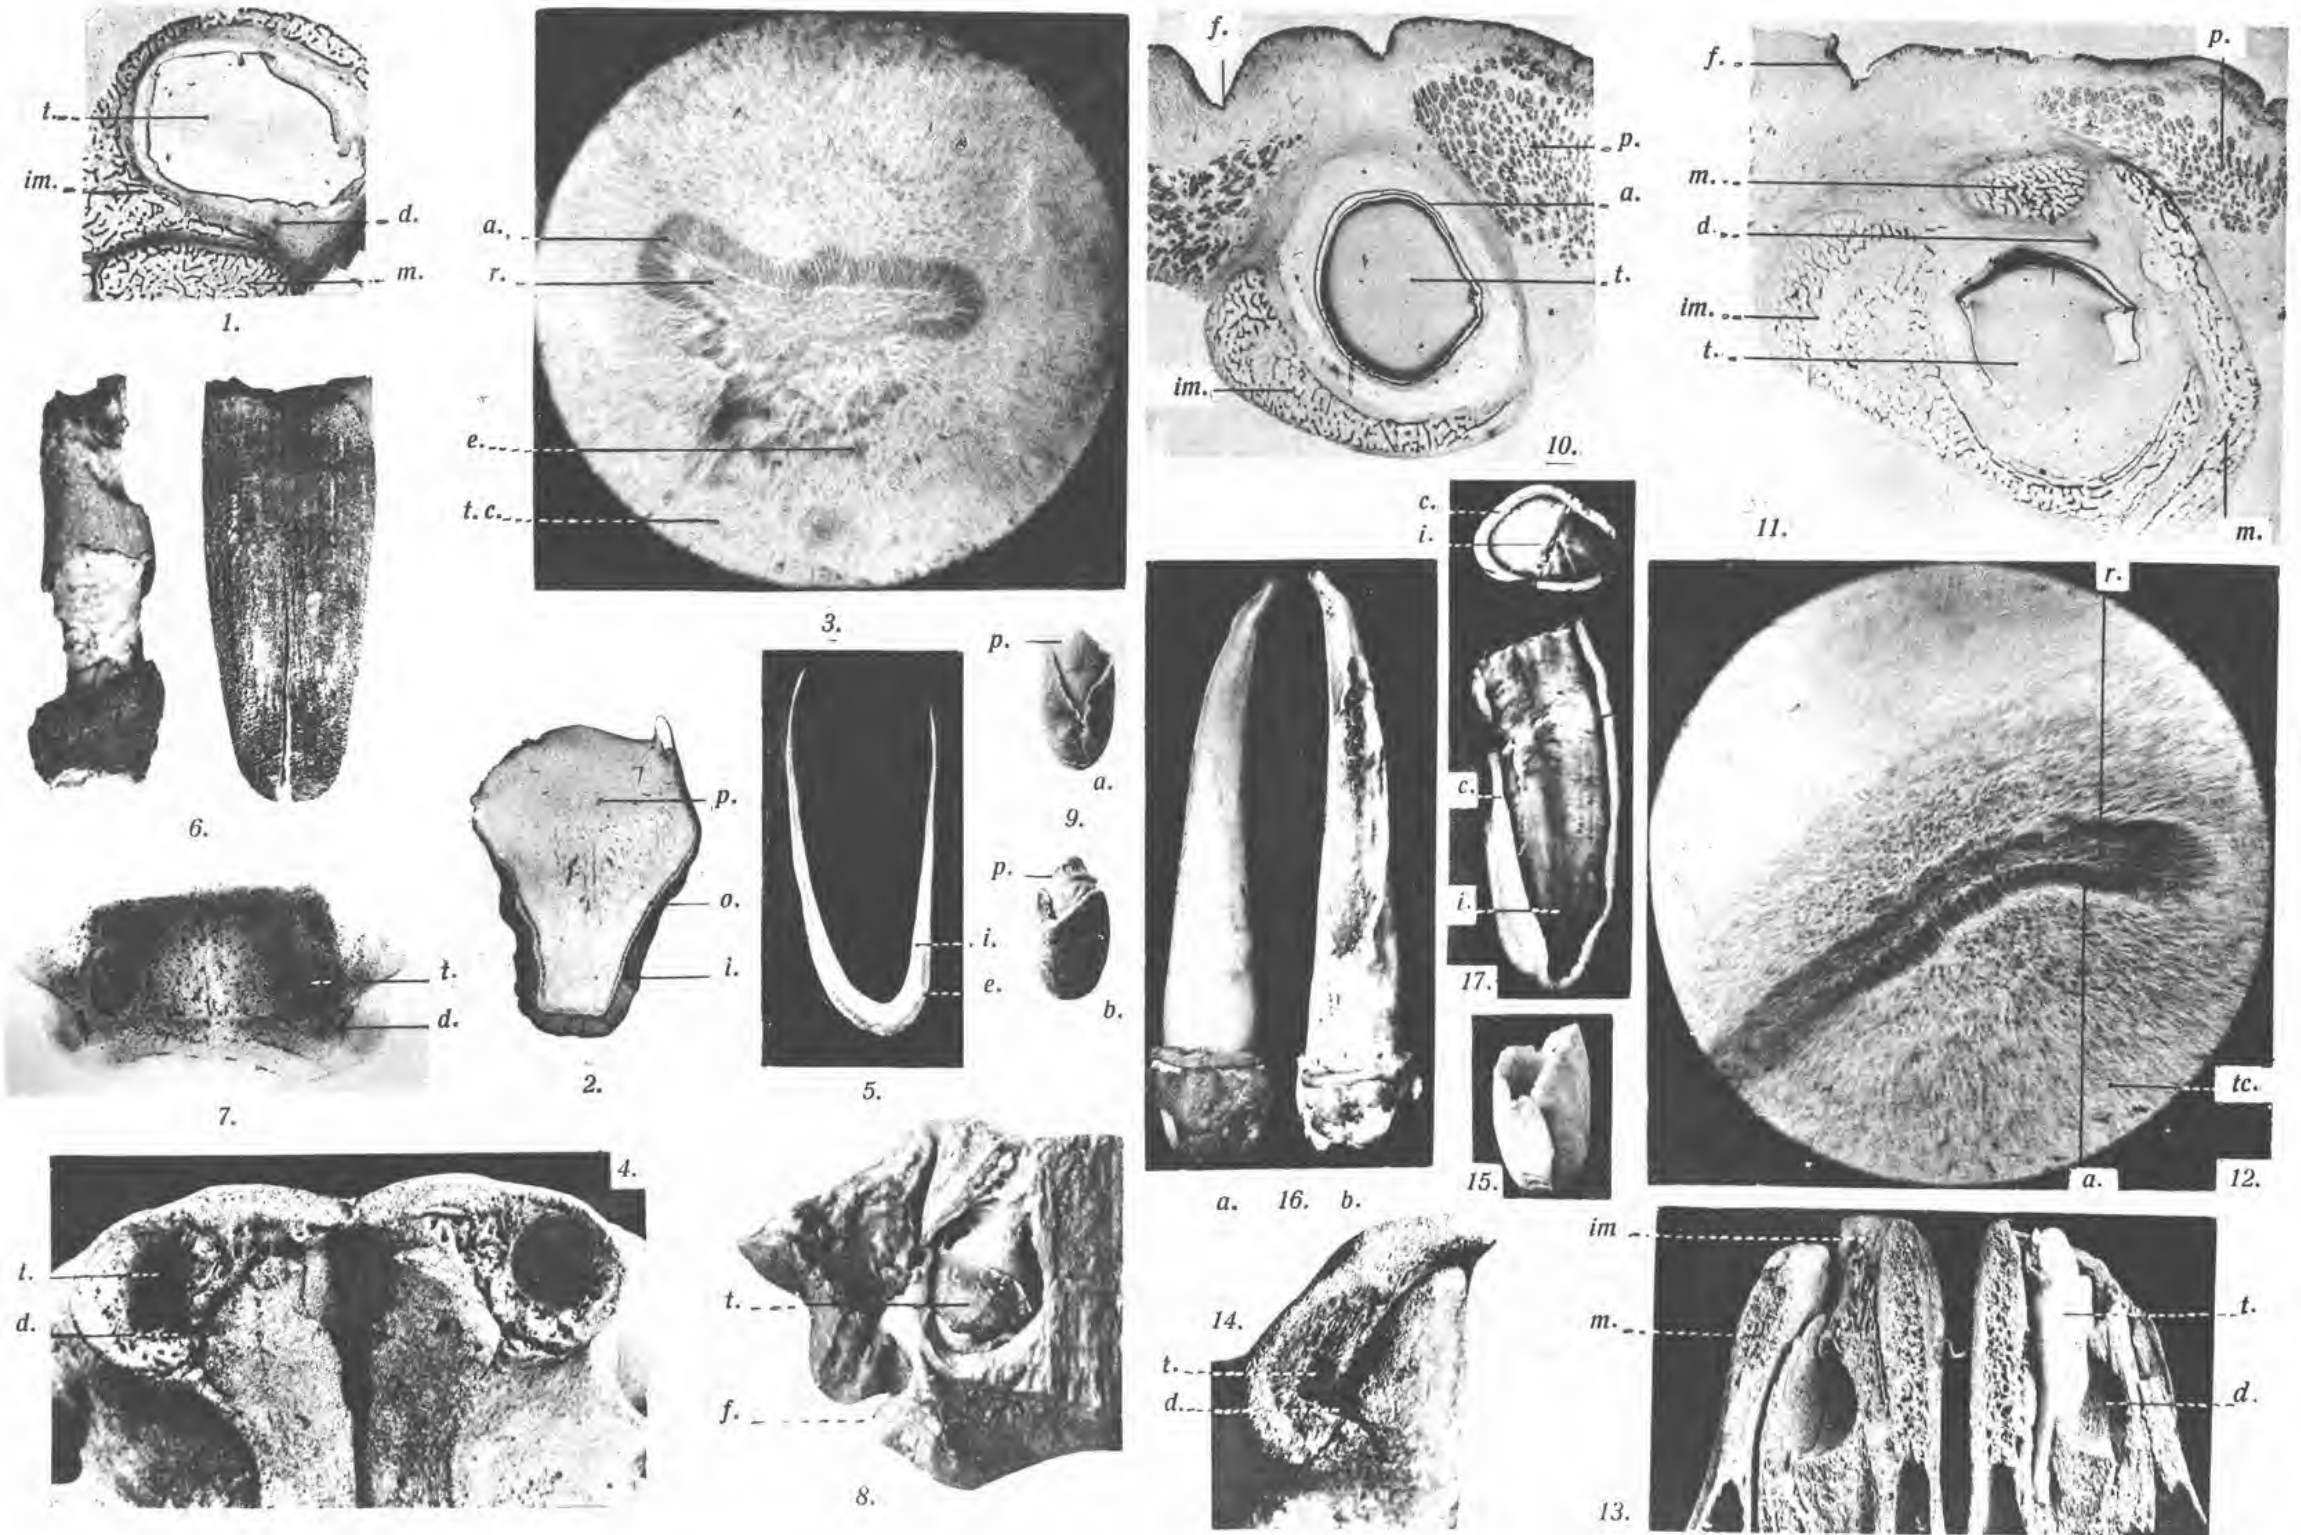 t.
im.
d.
m.
1.
a.
r.
e.
t.c.
3.
f.
p.
a.
t.
im.
10.
f.
p.
m.
d.
im.
t.
m.
11.
6.
p.
o.
i.
2.
i.
e.
5.
p.
a.
9.
p.
b.
a.
16.
b.
c.
i.
c.
i.
17.
15.
r.
tc.
a.
12.
t.
d.
7.
4.
t.
d.
t.
f.
8.
14.
t.
d.
im
m.
t.
d.
13.